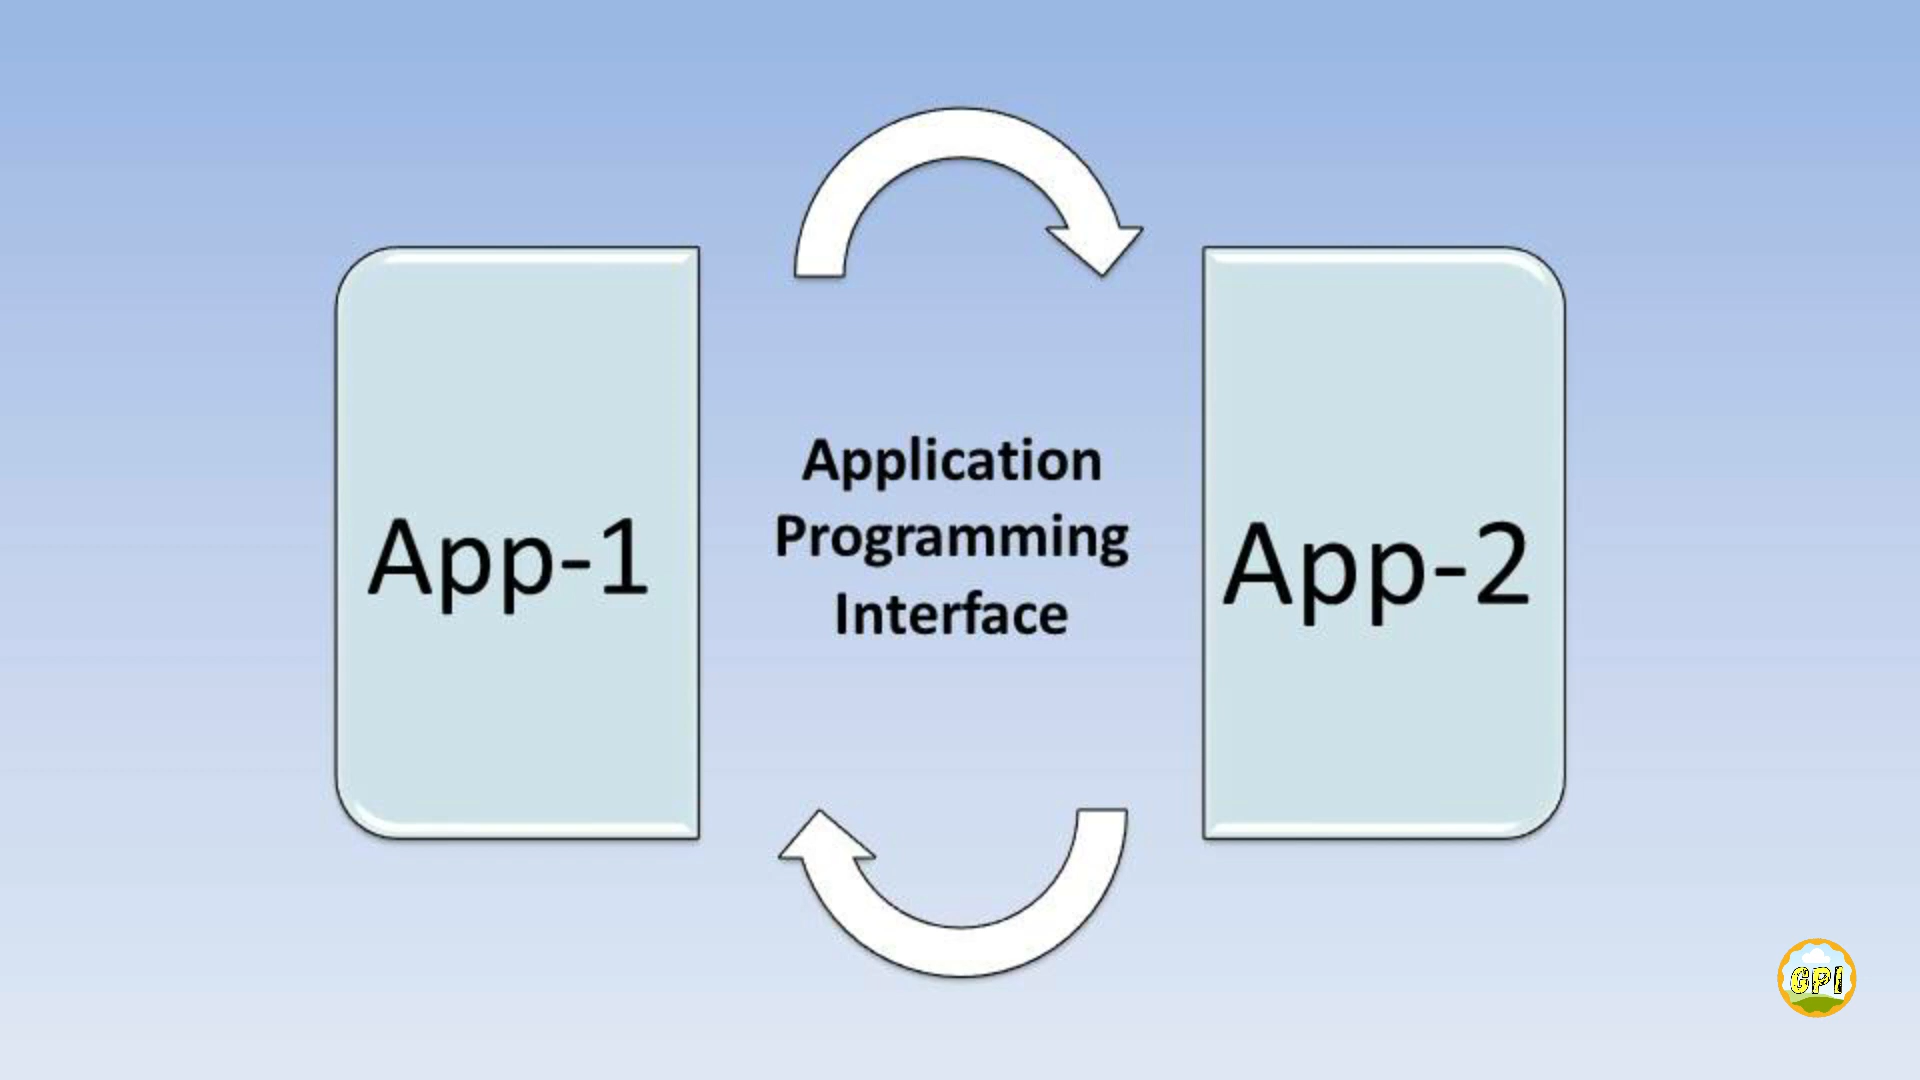 App-1
Application
Programming
Interface
App-2
GPI